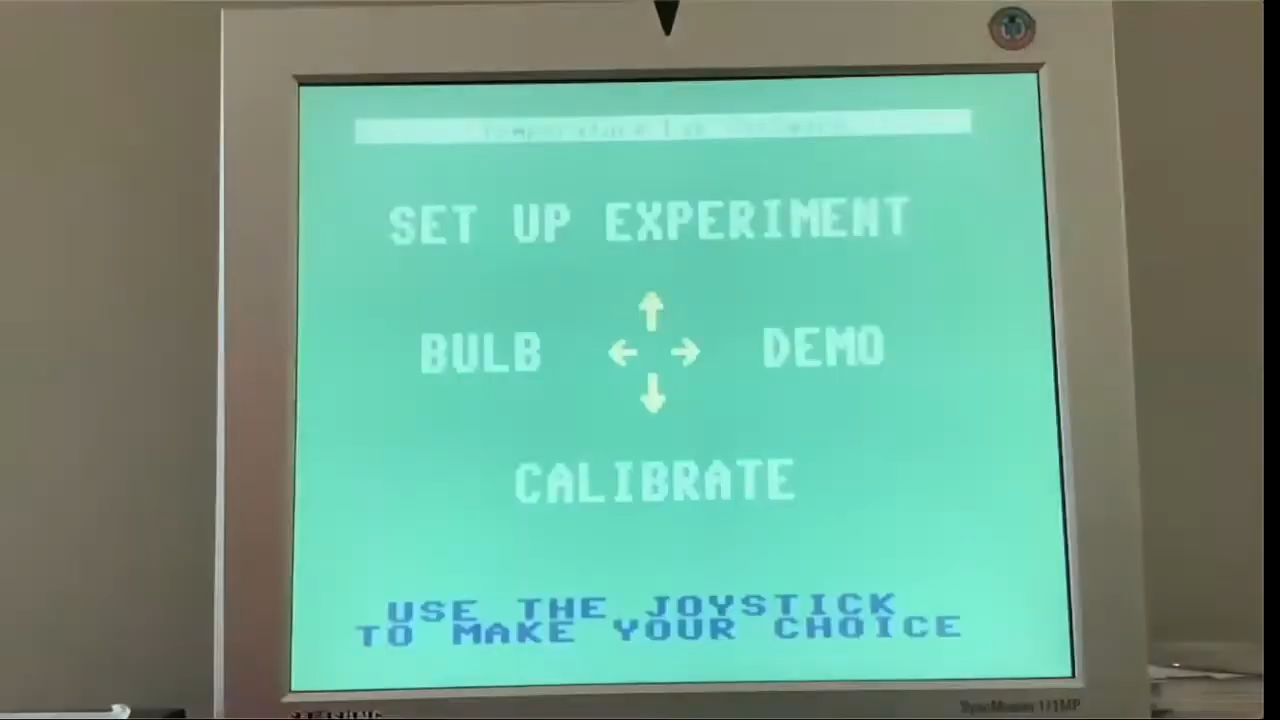 SET UP EXPERIMENT
BULB DEMO
CALIBRATE
USE THE JOYSTICK
TO MAKE YOUR CHOICE